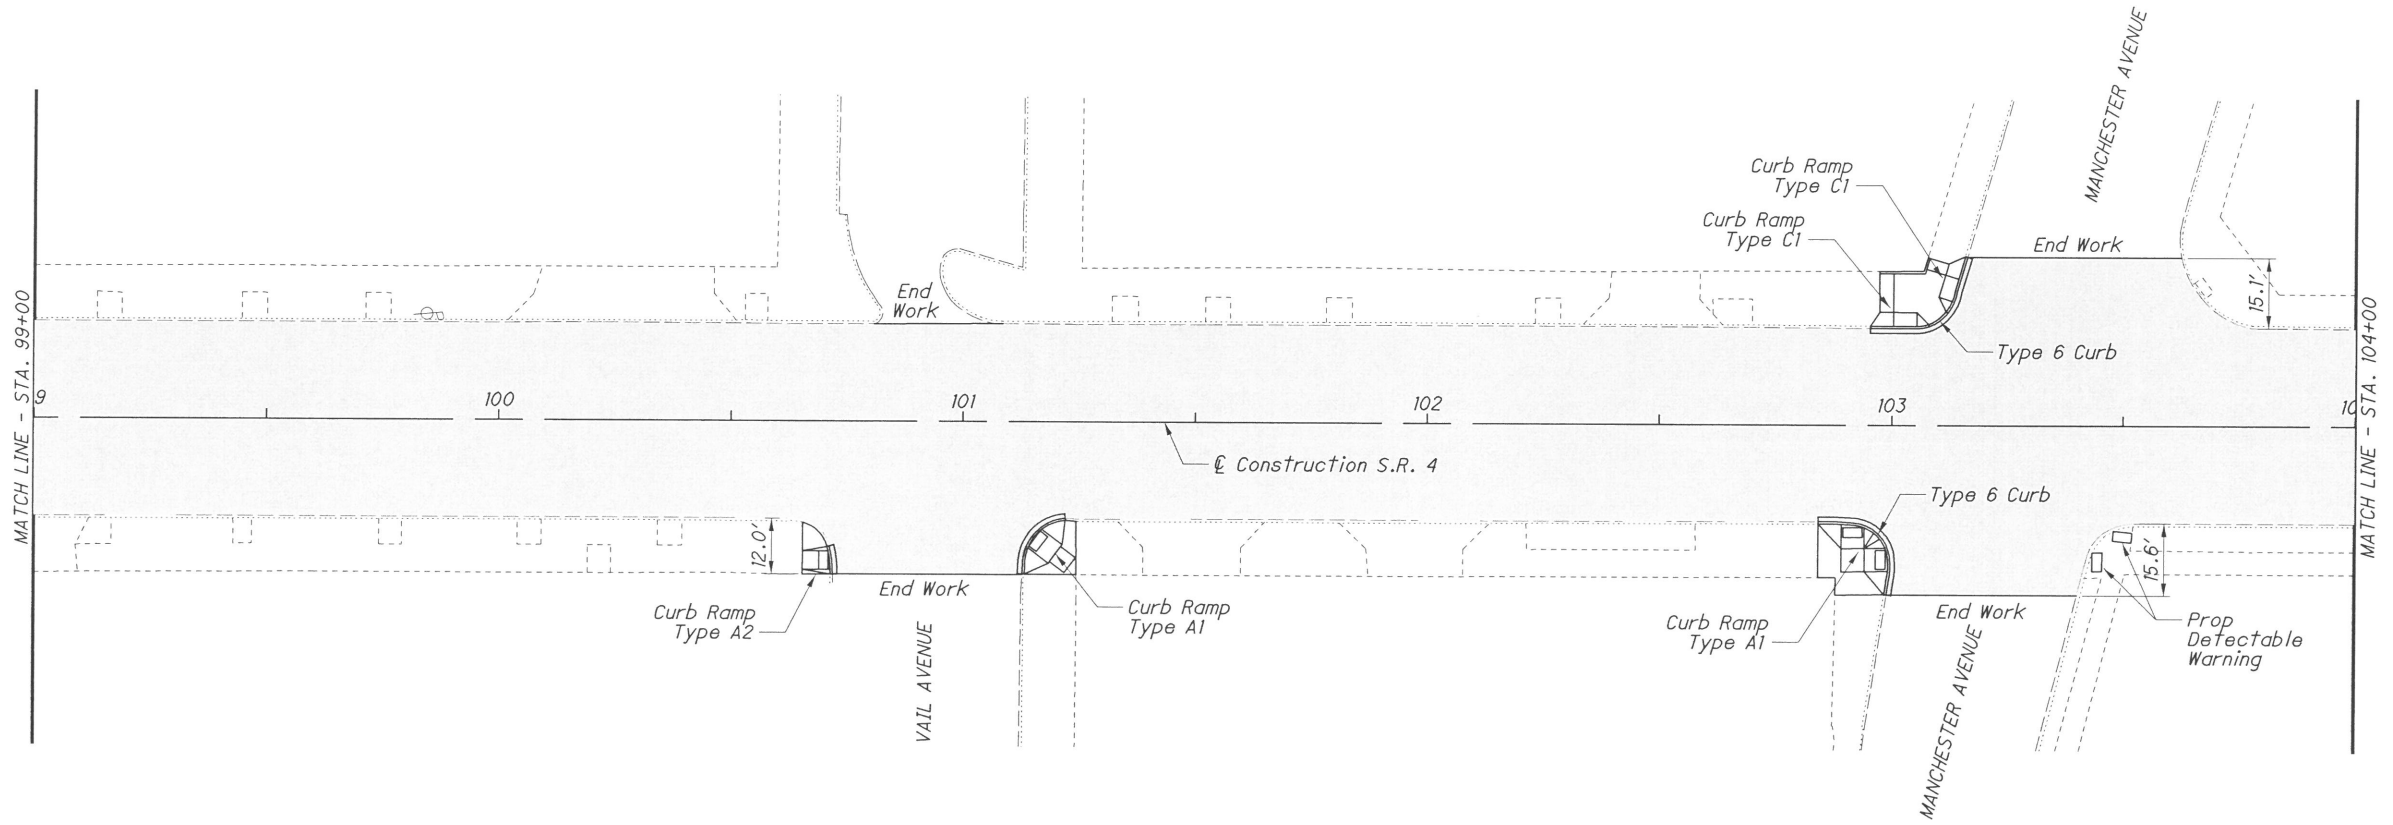 MANCHESTER AVENUE
Curb Ramp
Type C1
Curb Ramp
Type C1
End Work
End
Work
15.1'
Type 6 Curb
MATCH LINE - STA. 99+00
MATCH LINE - STA. 104+00
9
100
101
102
103
10
℄ Construction S.R. 4
Type 6 Curb
12.0'
15.6'
End Work
End Work
Curb Ramp
Type A2
Curb Ramp
Type A1
Curb Ramp
Type A1
Prop
Detectable
Warning
VAIL AVENUE
MANCHESTER AVENUE